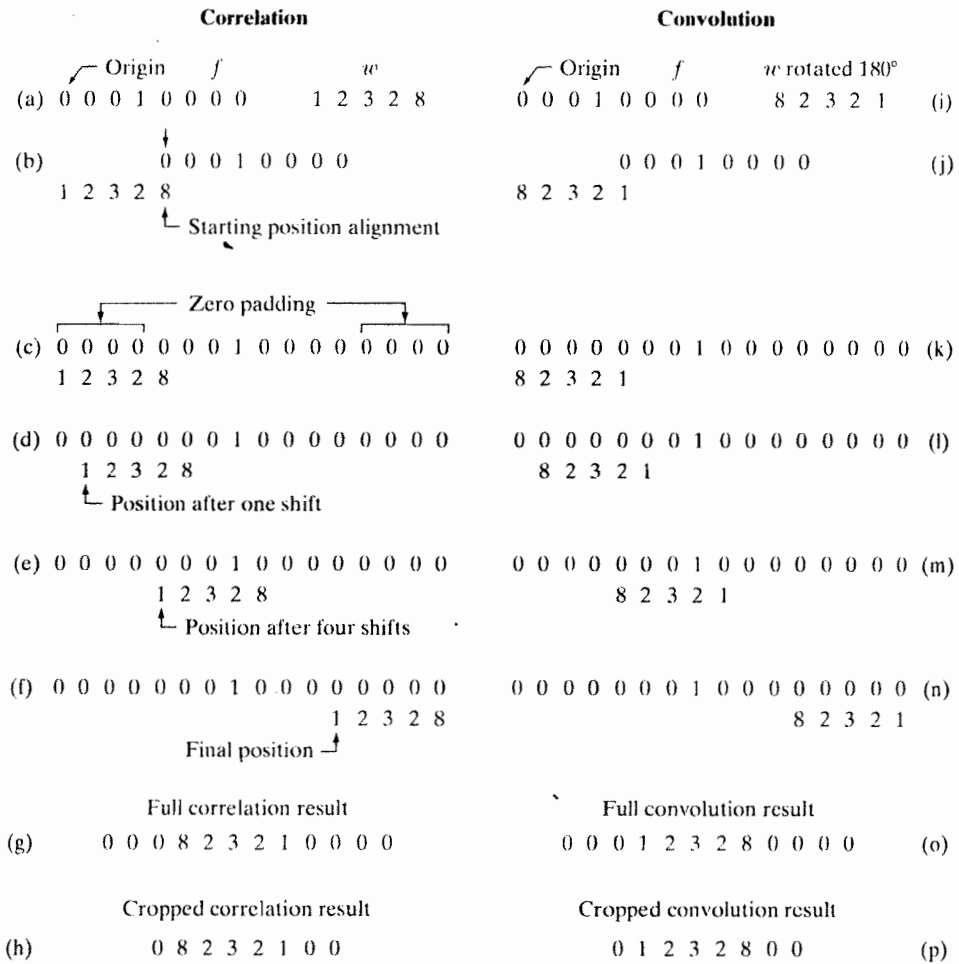 Correlation Convolution
Origin f w Origin f w rotated 180°
(a) 0 0 0 1 0 0 0 0 1 2 3 2 8 0 0 0 1 0 0 0 0 8 2 3 2 1 (i)
(b) 0 0 0 1 0 0 0 0 0 0 0 1 0 0 0 0 (j)
1 2 3 2 8 8 2 3 2 1
Starting position alignment
Zero padding
(c) 0 0 0 0 0 0 0 1 0 0 0 0 0 0 0 0 0 0 0 0 0 0 0 1 0 0 0 0 0 0 0 0 (k)
1 2 3 2 8 8 2 3 2 1
(d) 0 0 0 0 0 0 0 1 0 0 0 0 0 0 0 0 0 0 0 0 0 0 0 1 0 0 0 0 0 0 0 0 (l)
1 2 3 2 8 8 2 3 2 1
Position after one shift
(e) 0 0 0 0 0 0 0 1 0 0 0 0 0 0 0 0 0 0 0 0 0 0 0 1 0 0 0 0 0 0 0 0 (m)
1 2 3 2 8 8 2 3 2 1
Position after four shifts
(f) 0 0 0 0 0 0 0 1 0 0 0 0 0 0 0 0 0 0 0 0 0 0 0 1 0 0 0 0 0 0 0 0 (n)
1 2 3 2 8 8 2 3 2 1
Final position
Full correlation result Full convolution result
(g) 0 0 0 8 2 3 2 1 0 0 0 0 0 0 0 1 2 3 2 8 0 0 0 0 (o)
Cropped correlation result Cropped convolution result
(h) 0 8 2 3 2 1 0 0 0 1 2 3 2 8 0 0 (p)